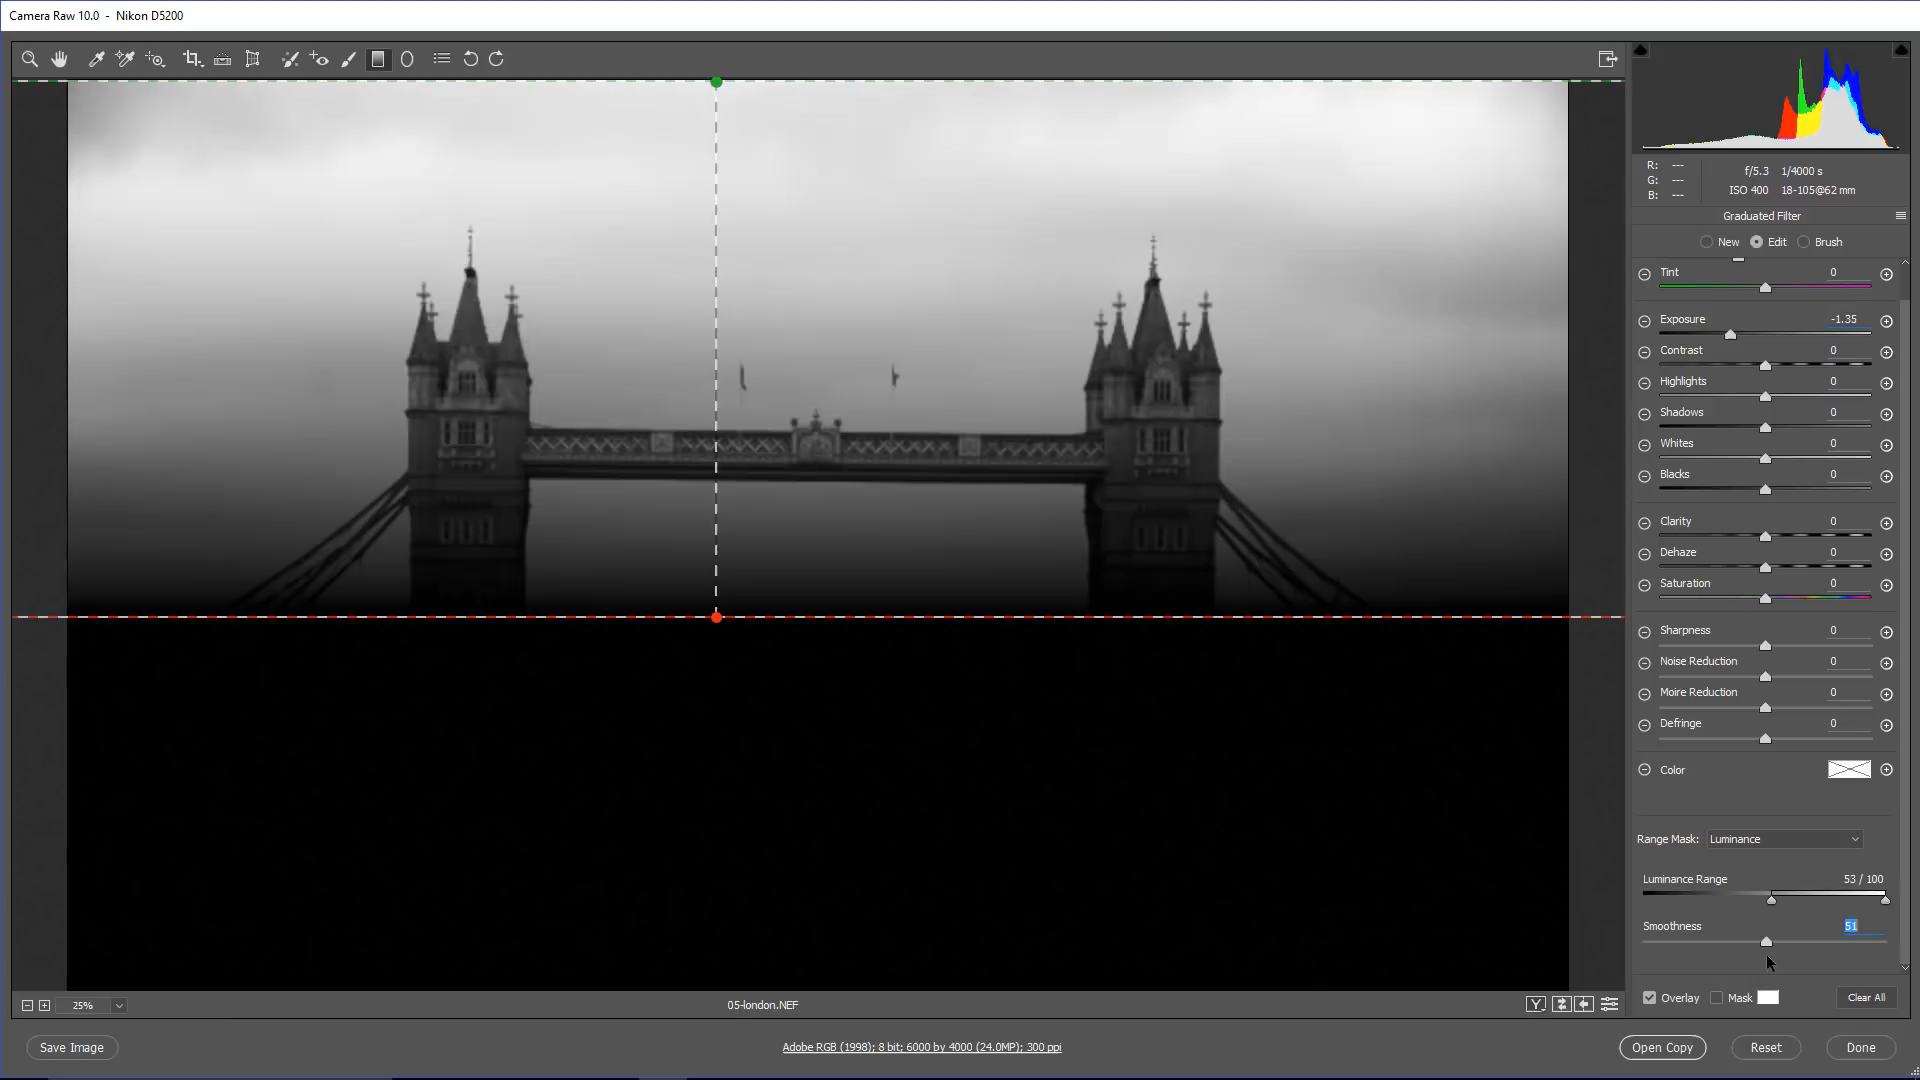 Camera Raw 10.0 - Nikon D5200
R: ---
G: ---
B: ---
f/5.3 1/4000 s
ISO 400 18-105@62 mm
Graduated Filter
New Edit Brush
Tint 0
Exposure -1.35
Contrast 0
Highlights 0
Shadows 0
Whites 0
Blacks 0
Clarity 0
Dehaze 0
Saturation 0
Sharpness 0
Noise Reduction 0
Moire Reduction 0
Defringe 0
Color
Range Mask: Luminance
Luminance Range 53 / 100
Smoothness 51
Overlay Mask Clear All
25% 05-london.NEF Y
Save Image Adobe RGB (1998); 8 bit; 6000 by 4000 (24.0MP); 300 ppi Open Copy Reset Done